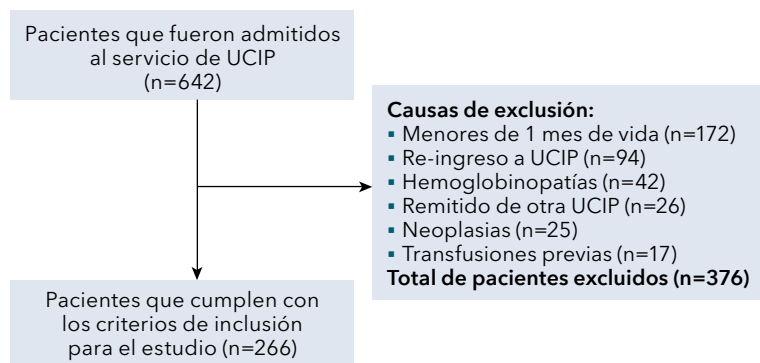 Pacientes que fueron admitidos
al servicio de UCIP
(n=642)
Causas de exclusión:
▪ Menores de 1 mes de vida (n=172)
▪ Re-ingreso a UCIP (n=94)
▪ Hemoglobinopatías (n=42)
▪ Remitido de otra UCIP (n=26)
▪ Neoplasias (n=25)
▪ Transfusiones previas (n=17)
Total de pacientes excluidos (n=376)
Pacientes que cumplen con
los criterios de inclusión
para el estudio (n=266)